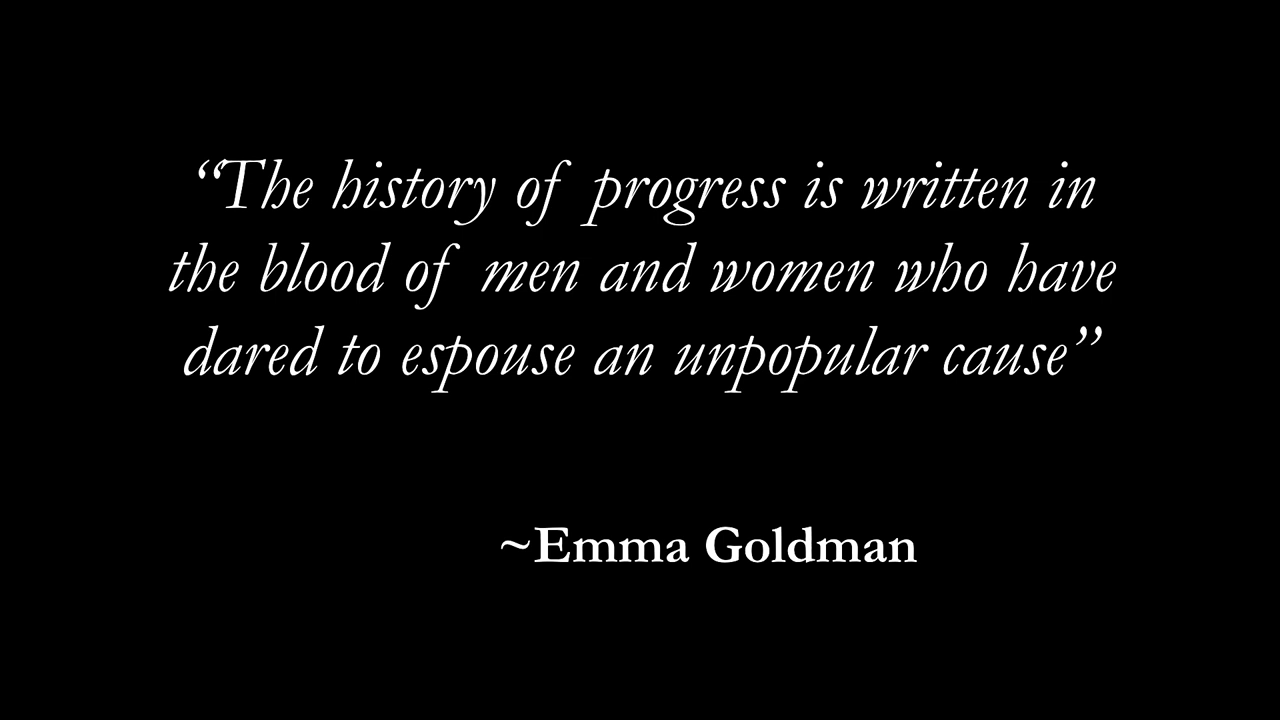 “The history of progress is written in
the blood of men and women who have
dared to espouse an unpopular cause”
~Emma Goldman